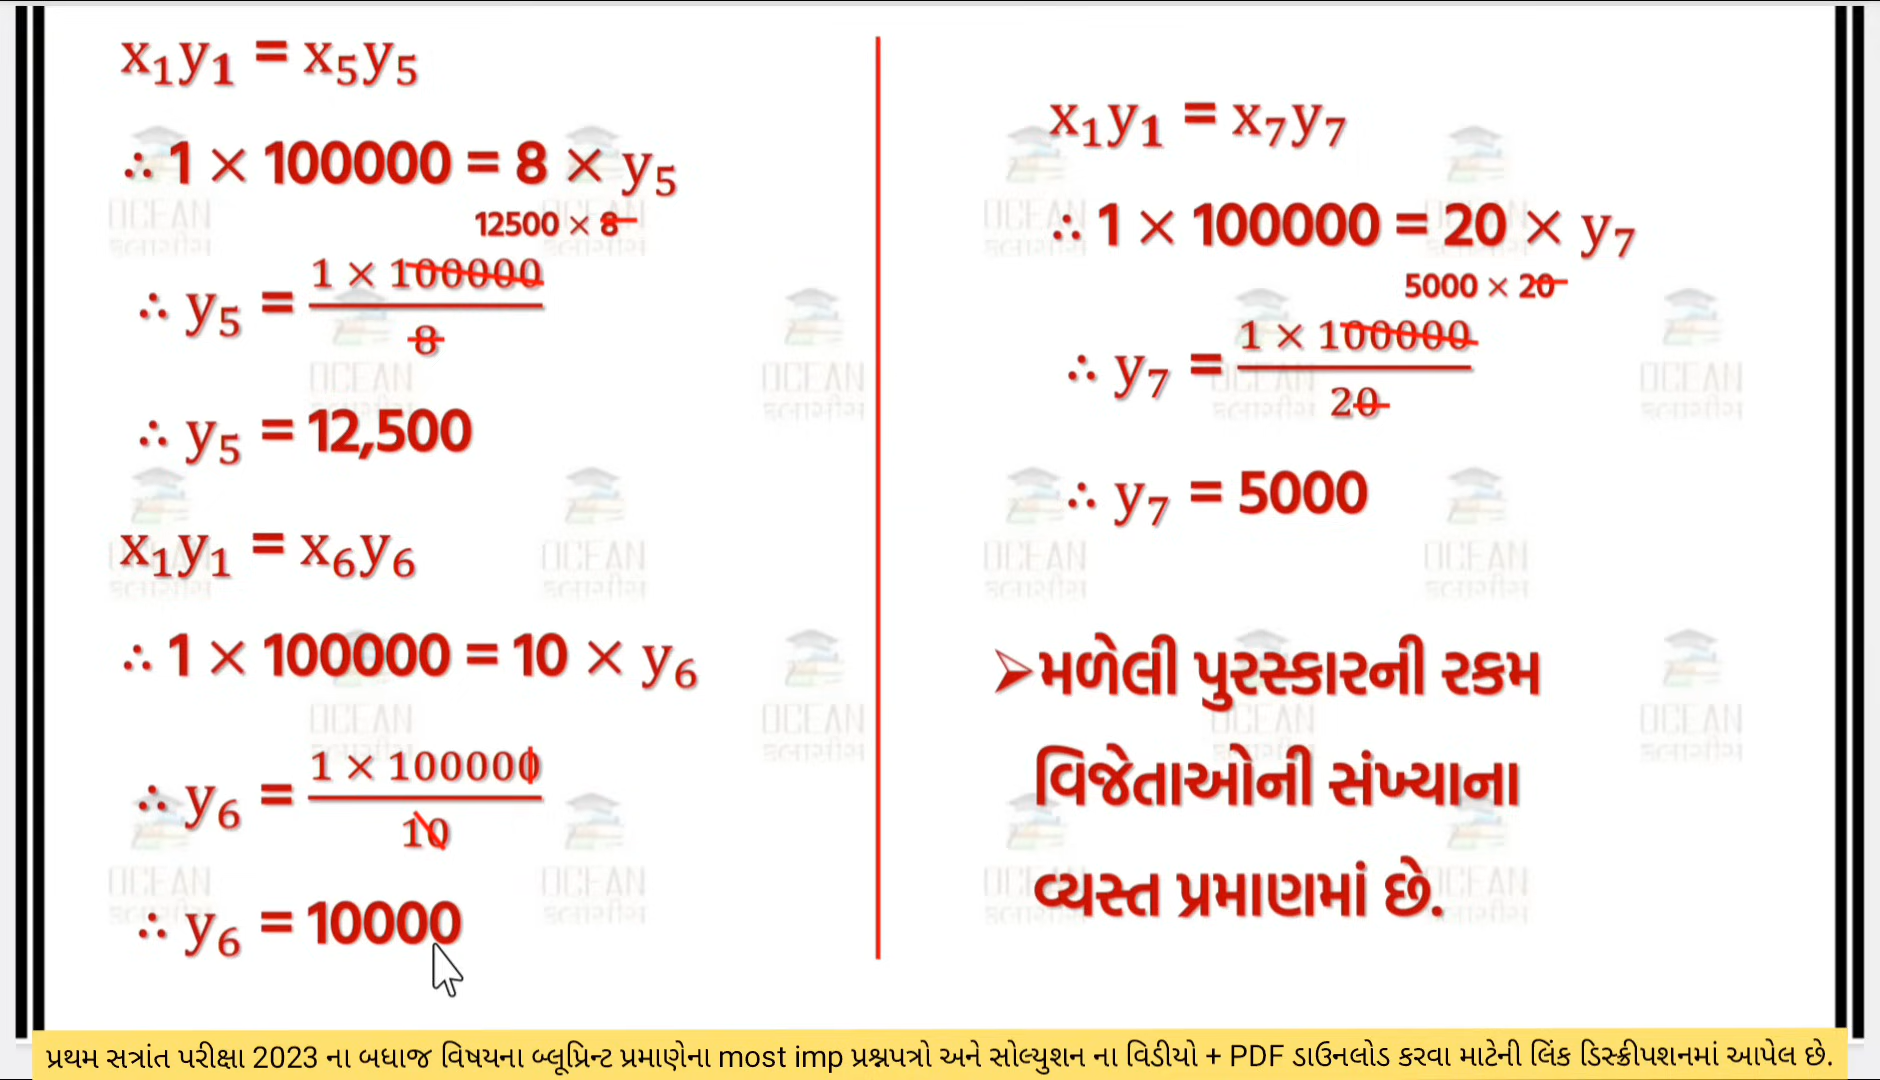 x₁y₁ = x₅y₅
∴ 1 × 100000 = 8 × y₅
12500 × 8
∴ y₅ = (1 × 100000)/8
∴ y₅ = 12,500
x₁y₁ = x₆y₆
∴ 1 × 100000 = 10 × y₆
∴ y₆ = (1 × 100000)/10
∴ y₆ = 10000
x₁y₁ = x₇y₇
∴ 1 × 100000 = 20 × y₇
5000 × 20
∴ y₇ = (1 × 100000)/20
∴ y₇ = 5000
➢મળેલી પુરસ્કારની રકમ
વિજેતાઓની સંખ્યાના
વ્યસ્ત પ્રમાણમાં છે.
પ્રથમ સત્રાંત પરીક્ષા 2023 ના બધાજ વિષયના બ્લૂપ્રિન્ટ પ્રમાણેના most imp પ્રશ્નપત્રો અને સોલ્યુશન ના વિડીયો + PDF ડાઉનલોડ કરવા માટેની લિંક ડિસ્ક્રીપશનમાં આપેલ છે.